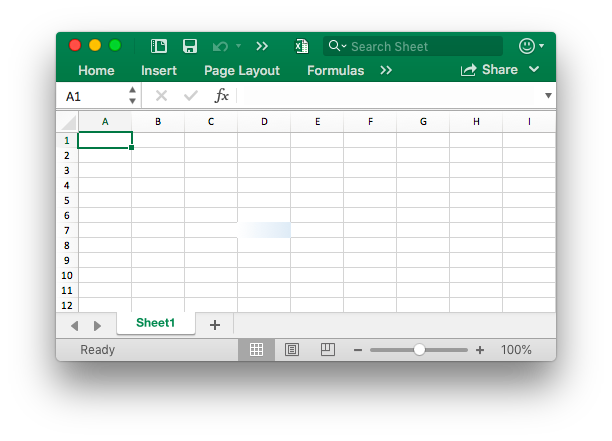 Search Sheet
Home Insert Page Layout Formulas Share
A1 fx
A B C D E F G H I
1
2
3
4
5
6
7
8
9
10
11
12
Sheet1
Ready 100%